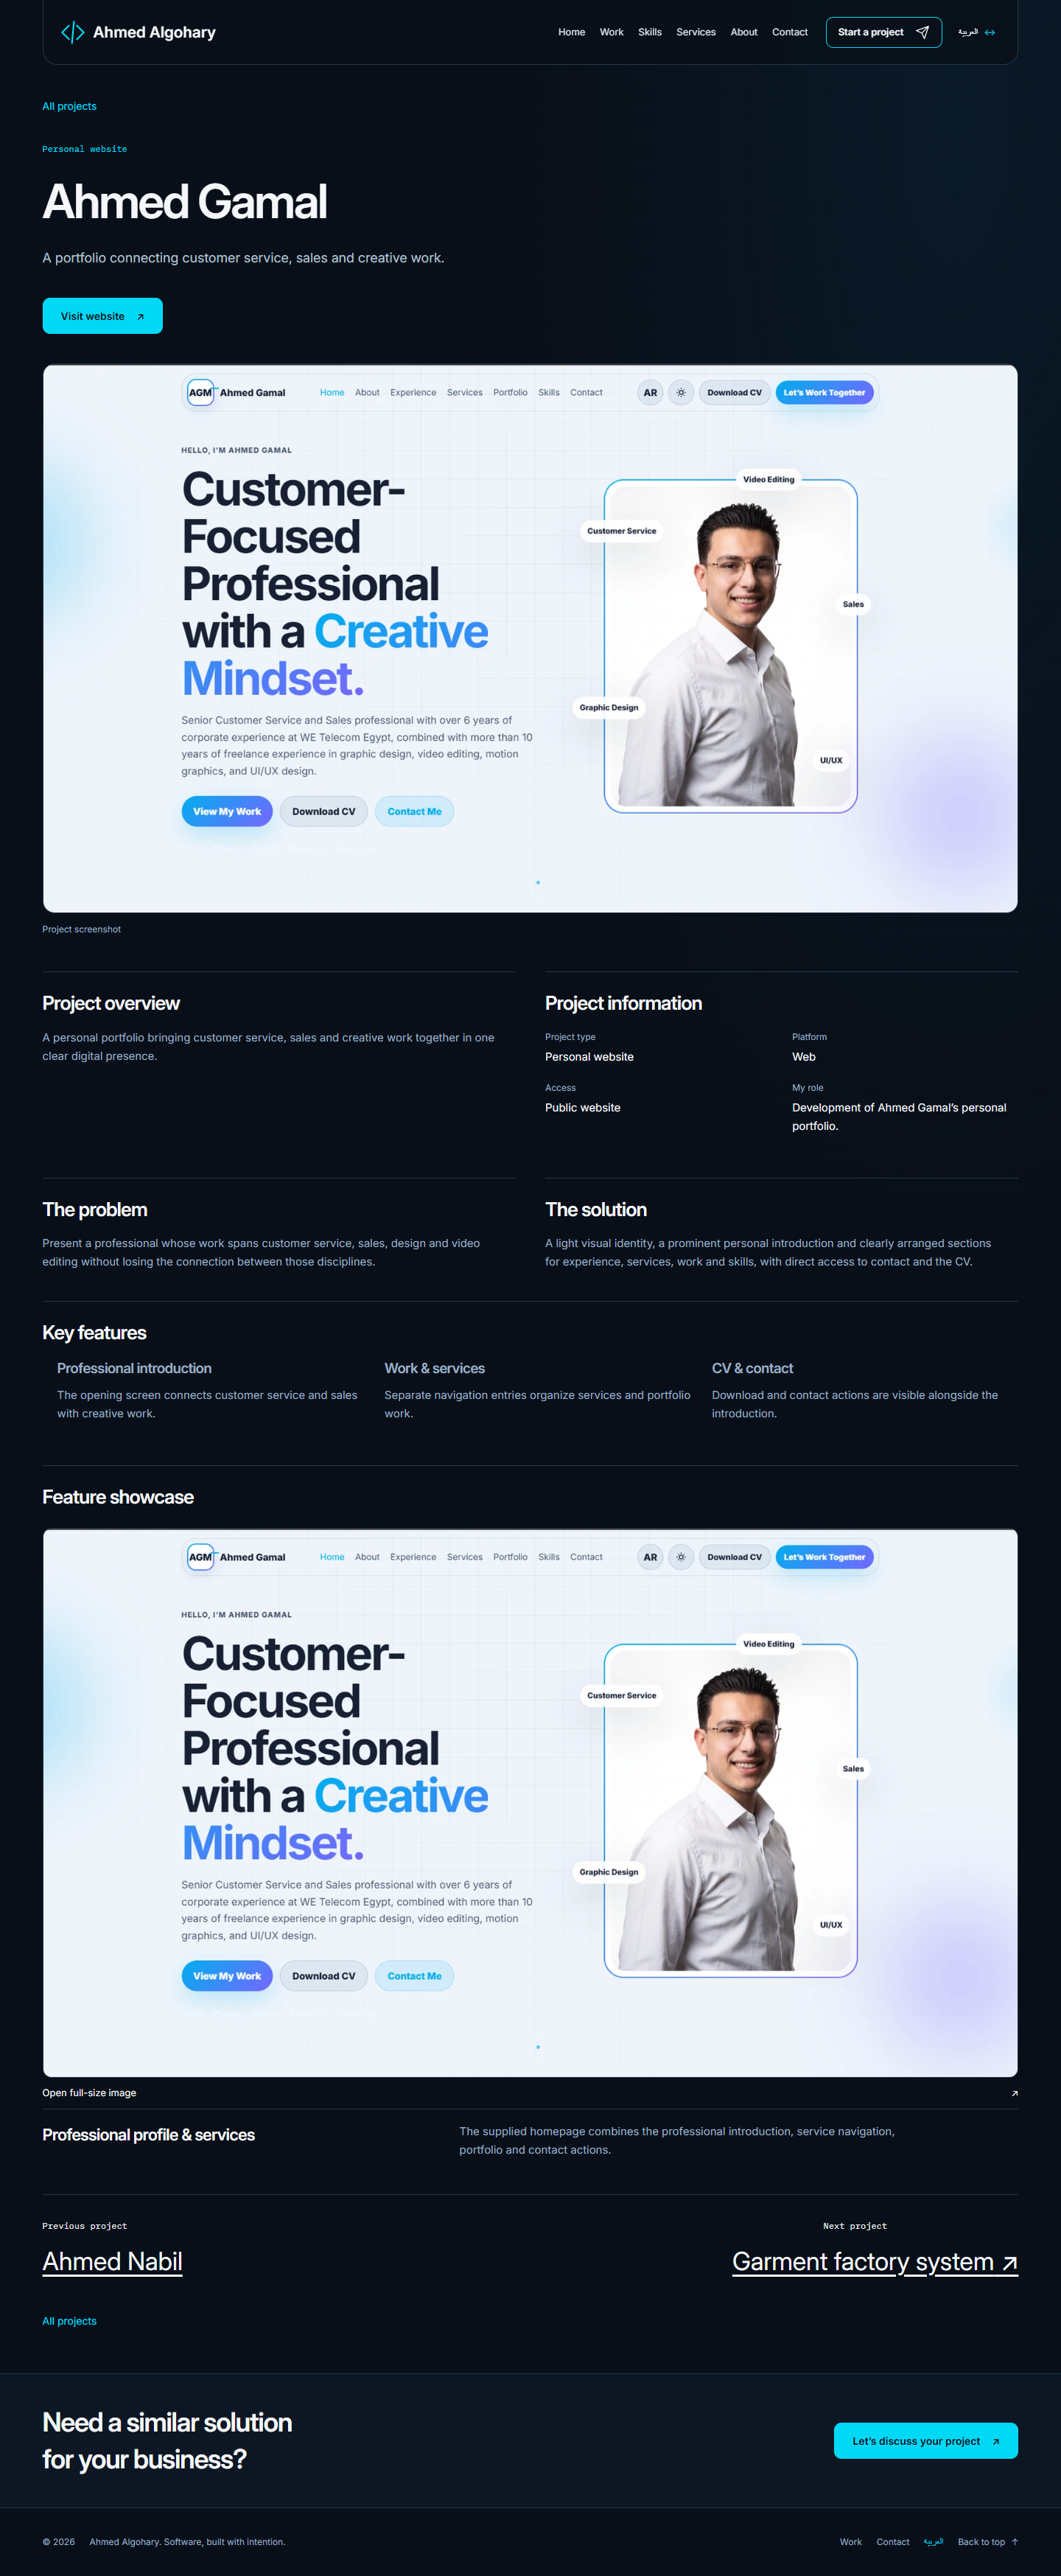 Ahmed Algohary
Home Work Skills Services About Contact Start a project العربية
All projects
Personal website
Ahmed Gamal
A portfolio connecting customer service, sales and creative work.
Visit website
AGM Ahmed Gamal Home About Experience Services Portfolio Skills Contact AR Download CV Let's Work Together
HELLO, I'M AHMED GAMAL
Customer-
Focused
Professional
with a Creative
Mindset.
Senior Customer Service and Sales professional with over 6 years of
corporate experience at WE Telecom Egypt, combined with more than 10
years of freelance experience in graphic design, video editing, motion
graphics, and UI/UX design.
View My Work Download CV Contact Me
Video Editing
Customer Service
Sales
Graphic Design
UI/UX
Project screenshot
Project overview
A personal portfolio bringing customer service, sales and creative work together in one
clear digital presence.
Project information
Project type
Personal website
Platform
Web
Access
Public website
My role
Development of Ahmed Gamal's personal
portfolio.
The problem
Present a professional whose work spans customer service, sales, design and video
editing without losing the connection between those disciplines.
The solution
A light visual identity, a prominent personal introduction and clearly arranged sections
for experience, services, work and skills, with direct access to contact and the CV.
Key features
Professional introduction
The opening screen connects customer service and sales
with creative work.
Work & services
Separate navigation entries organize services and portfolio
work.
CV & contact
Download and contact actions are visible alongside the
introduction.
Feature showcase
AGM Ahmed Gamal Home About Experience Services Portfolio Skills Contact AR Download CV Let's Work Together
HELLO, I'M AHMED GAMAL
Customer-
Focused
Professional
with a Creative
Mindset.
Senior Customer Service and Sales professional with over 6 years of
corporate experience at WE Telecom Egypt, combined with more than 10
years of freelance experience in graphic design, video editing, motion
graphics, and UI/UX design.
View My Work Download CV Contact Me
Video Editing
Customer Service
Sales
Graphic Design
UI/UX
Open full-size image
Professional profile & services
The supplied homepage combines the professional introduction, service navigation,
portfolio and contact actions.
Previous project
Ahmed Nabil
Next project
Garment factory system
All projects
Need a similar solution
for your business?
Let's discuss your project
© 2026 Ahmed Algohary. Software, built with intention.
Work Contact العربية Back to top